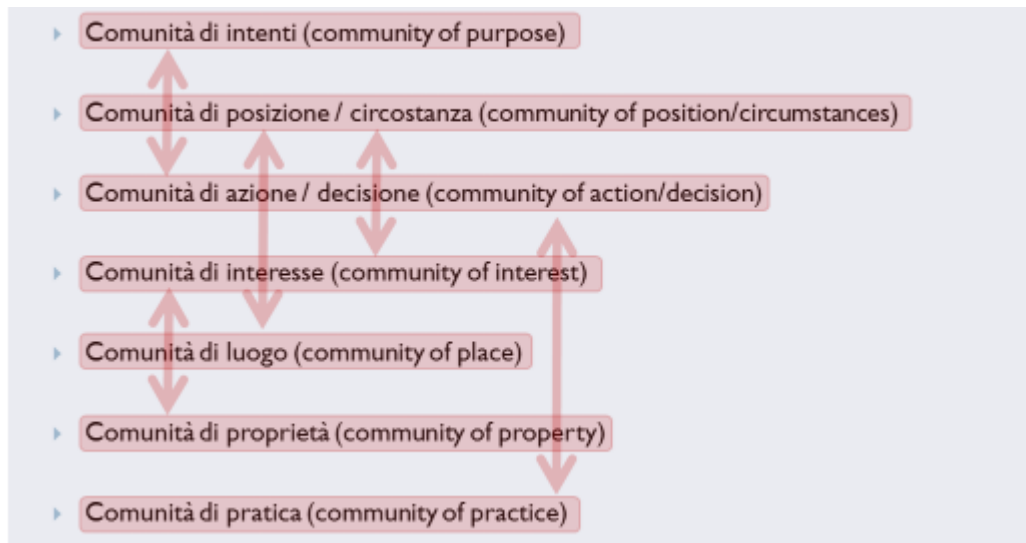 Comunità di intenti (community of purpose)
Comunità di posizione / circostanza (community of position/circumstances)
Comunità di azione / decisione (community of action/decision)
Comunità di interesse (community of interest)
Comunità di luogo (community of place)
Comunità di proprietà (community of property)
Comunità di pratica (community of practice)